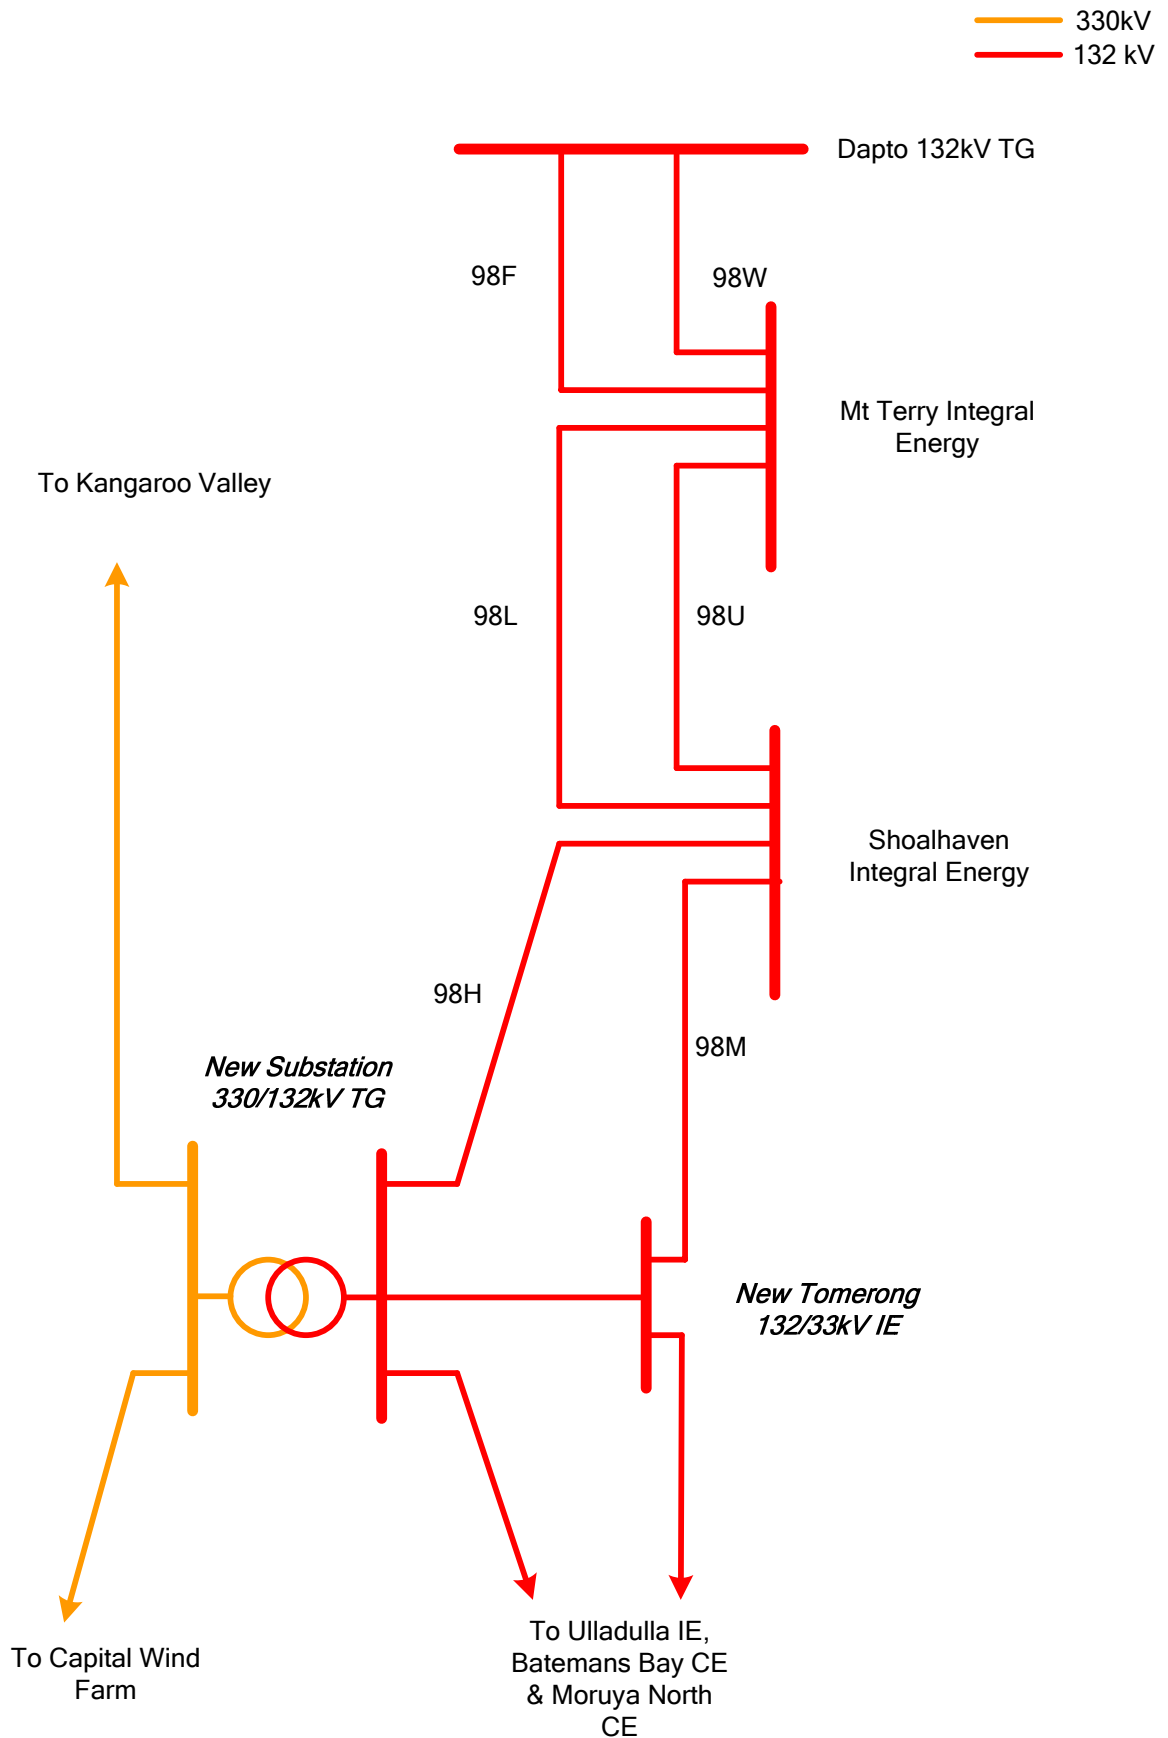 330kV
132 kV
Dapto 132kV TG
98F
98W
Mt Terry Integral
Energy
To Kangaroo Valley
98L
98U
Shoalhaven
Integral Energy
98H
98M
New Substation
330/132kV TG
New Tomerong
132/33kV IE
To Capital Wind
Farm
To Ulladulla IE,
Batemans Bay CE
& Moruya North
CE